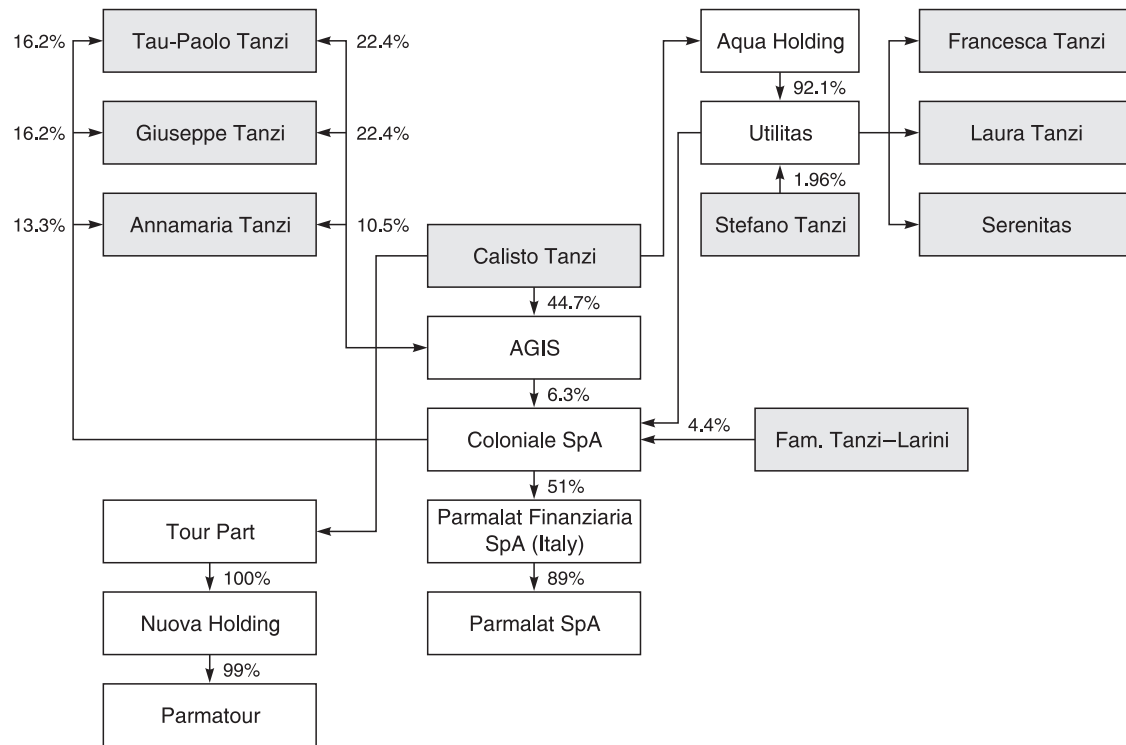 16.2%
Tau-Paolo Tanzi
22.4%
Aqua Holding
Francesca Tanzi
92.1%
16.2%
Giuseppe Tanzi
22.4%
Utilitas
Laura Tanzi
1.96%
13.3%
Annamaria Tanzi
10.5%
Stefano Tanzi
Serenitas
Calisto Tanzi
44.7%
AGIS
6.3%
Coloniale SpA
4.4%
Fam. Tanzi–Larini
51%
Tour Part
Parmalat Finanziaria
SpA (Italy)
100%
89%
Nuova Holding
Parmalat SpA
99%
Parmatour